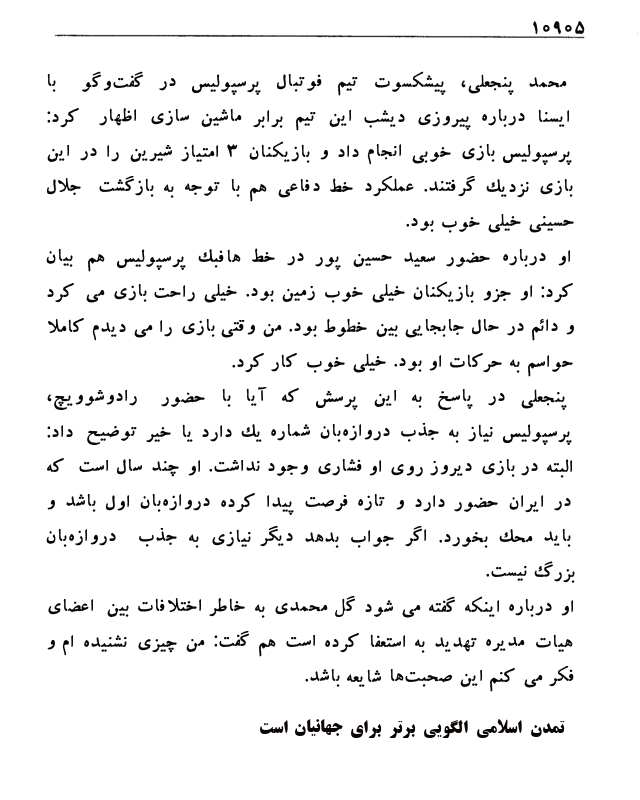 ۱۰۹۰۵
محمد پنجعلی، پیشکسوت تیم فوتبال پرسپولیس در گفت‌وگو با
ایسنا درباره پیروزی دیشب این تیم برابر ماشین سازی اظهار کرد:
پرسپولیس بازی خوبی انجام داد و بازیکنان ۳ امتیاز شیرین را در این
بازی نزدیك گرفتند. عملکرد خط دفاعی هم با توجه به بازگشت جلال
حسینی خیلی خوب بود.
او درباره حضور سعید حسین پور در خط هافبك پرسپولیس هم بیان
کرد: او جزو بازیکنان خیلی خوب زمین بود. خیلی راحت بازی می کرد
و دائم در حال جابجایی بین خطوط بود. من وقتی بازی را می دیدم کاملا
حواسم به حرکات او بود. خیلی خوب کار کرد.
پنجعلی در پاسخ به این پرسش که آیا با حضور رادوشوویچ،
پرسپولیس نیاز به جذب دروازه‌بان شماره یك دارد یا خیر توضیح داد:
البته در بازی دیروز روی او فشاری وجود نداشت. او چند سال است که
در ایران حضور دارد و تازه فرصت پیدا کرده دروازه‌بان اول باشد و
باید محك بخورد. اگر جواب بدهد دیگر نیازی به جذب دروازه‌بان
بزرگ نیست.
او درباره اینکه گفته می شود گل محمدی به خاطر اختلافات بین اعضای
هیات مدیره تهدید به استعفا کرده است هم گفت: من چیزی نشنیده ام و
فکر می کنم این صحبت‌ها شایعه باشد.
تمدن اسلامی الگویی برتر برای جهانیان است